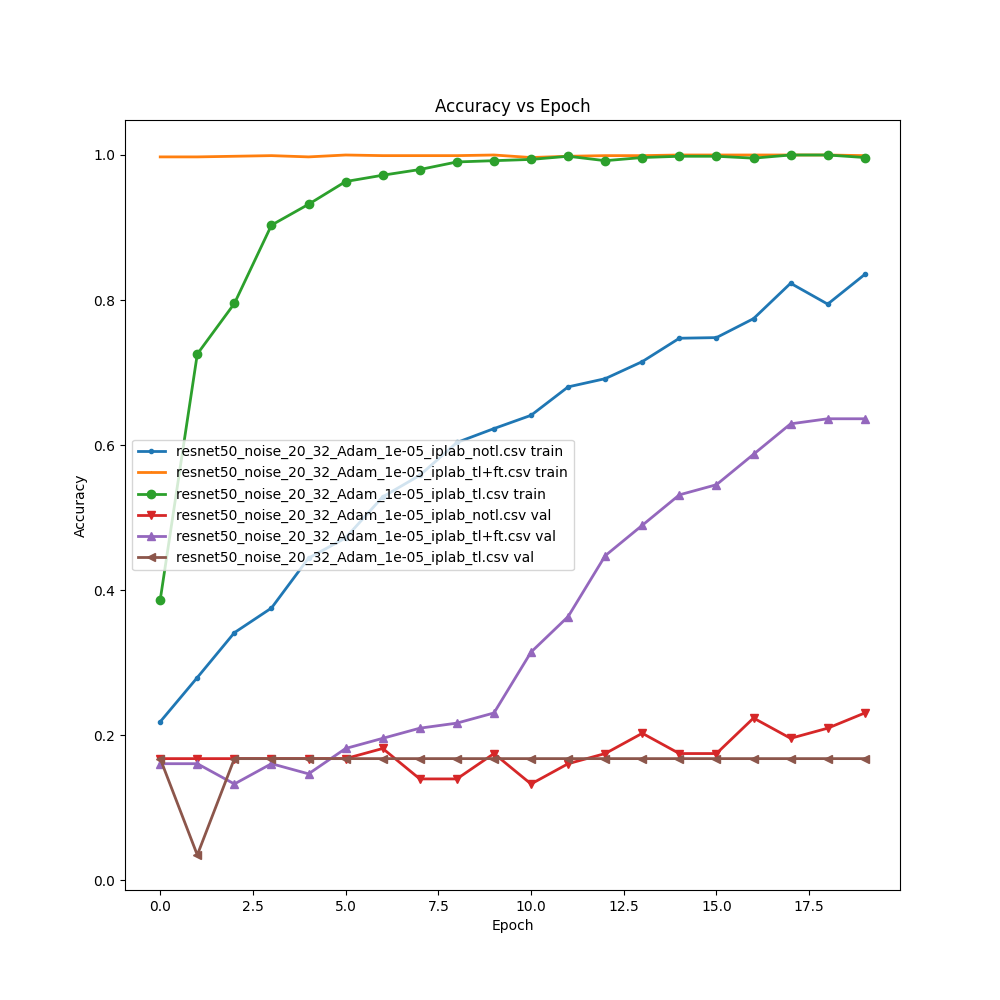 Accuracy vs Epoch
1.0
0.8
0.6
0.4
0.2
0.0
Accuracy
resnet50_noise_20_32_Adam_1e-05_iplab_notl.csv train
resnet50_noise_20_32_Adam_1e-05_iplab_tl+ft.csv train
resnet50_noise_20_32_Adam_1e-05_iplab_tl.csv train
resnet50_noise_20_32_Adam_1e-05_iplab_notl.csv val
resnet50_noise_20_32_Adam_1e-05_iplab_tl+ft.csv val
resnet50_noise_20_32_Adam_1e-05_iplab_tl.csv val
0.0 2.5 5.0 7.5 10.0 12.5 15.0 17.5
Epoch